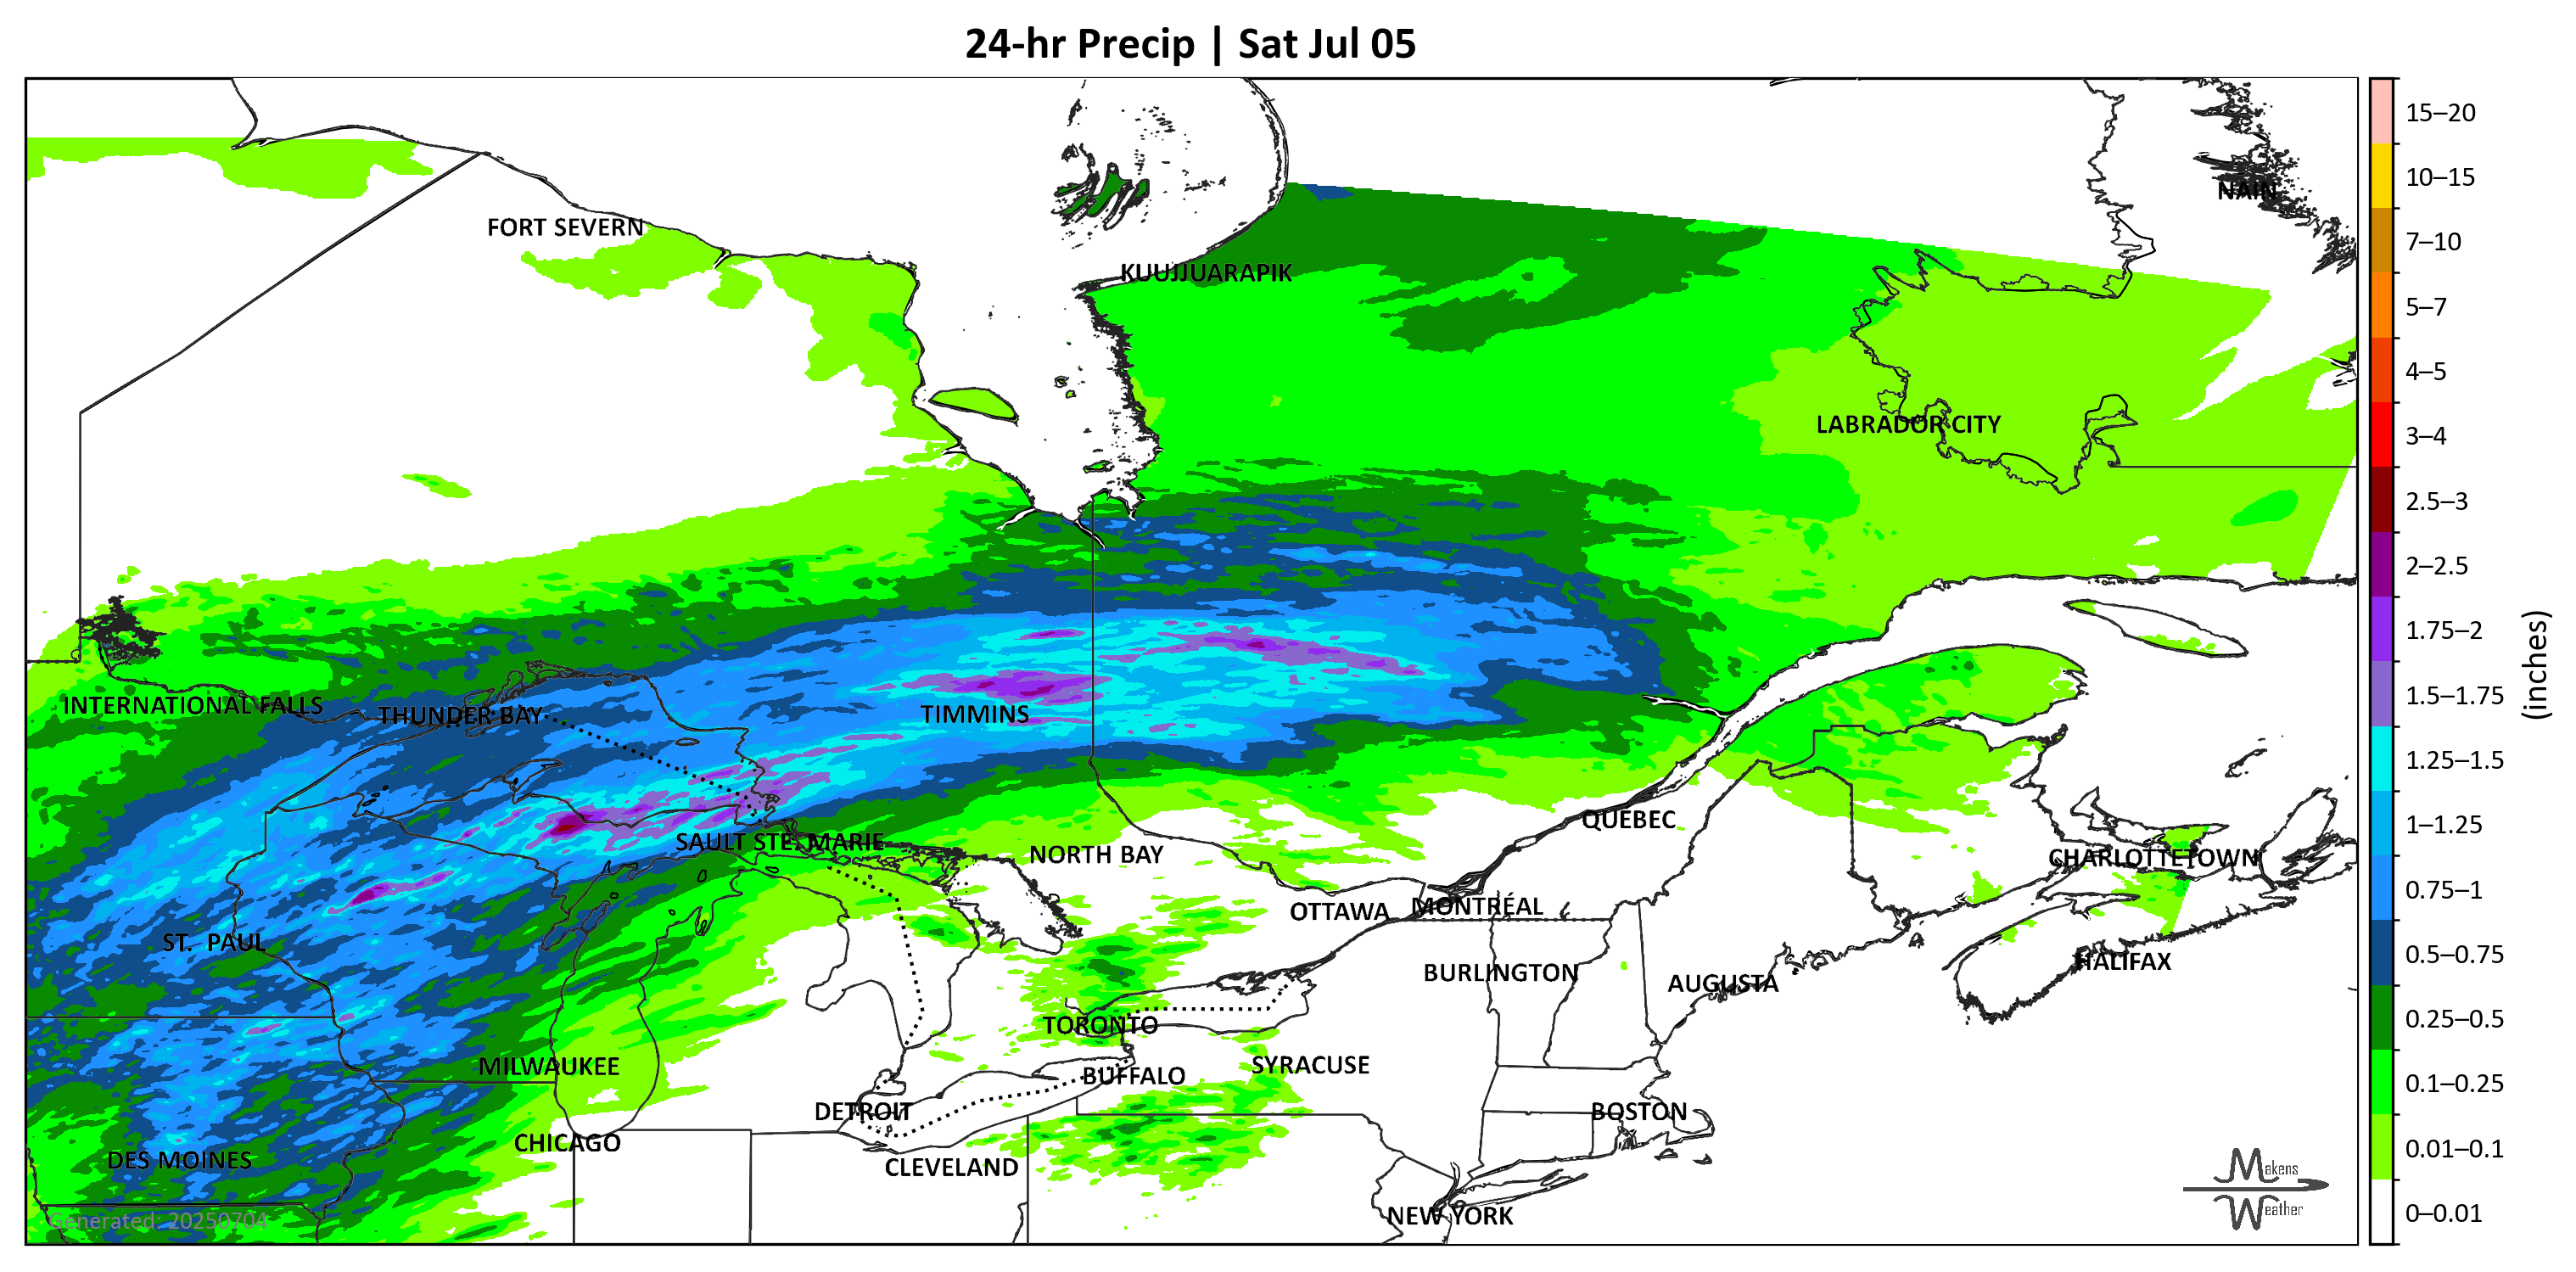 24-hr Precip | Sat Jul 05
NAIN
FORT SEVERN
KUUJJUARAPIK
LABRADOR CITY
INTERNATIONAL FALLS
THUNDER BAY
TIMMINS
QUEBEC
SAULT STE. MARIE
NORTH BAY
CHARLOTTETOWN
OTTAWA
MONTRÉAL
ST. PAUL
HALIFAX
BURLINGTON
AUGUSTA
TORONTO
MILWAUKEE
SYRACUSE
BUFFALO
DETROIT
BOSTON
CHICAGO
DES MOINES
CLEVELAND
NEW YORK
Generated: 20250704
Makens
Weather
15–20
10–15
7–10
5–7
4–5
3–4
2.5–3
2–2.5
1.75–2
1.5–1.75
1.25–1.5
1–1.25
0.75–1
0.5–0.75
0.25–0.5
0.1–0.25
0.01–0.1
0–0.01
(inches)